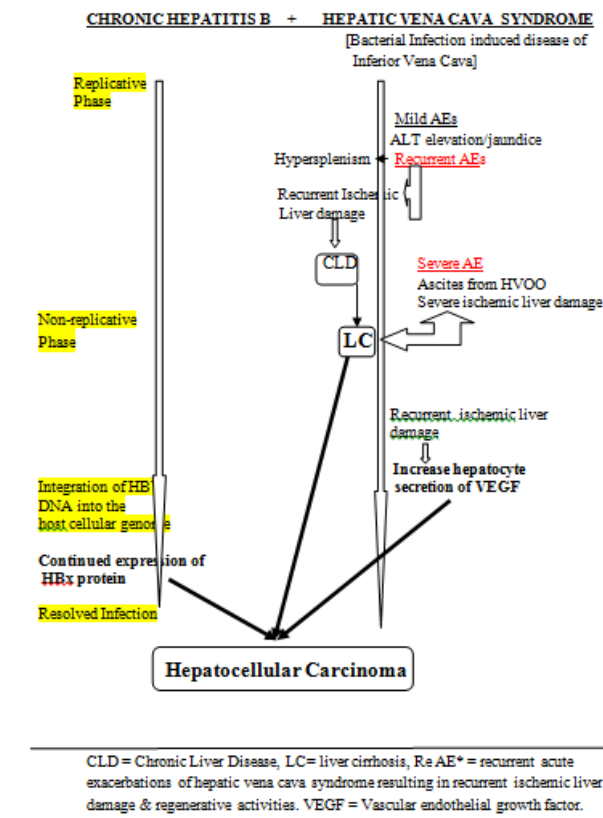 CHRONIC HEPATITIS B + HEPATIC VENA CAVA SYNDROME
[Bacterial Infection induced disease of
Inferior Vena Cava]
Replicative
Phase
Mild AEs
ALT elevation/jaundice
Hypersplenism
Recurrent AEs
Recurrent Ischemic
Liver damage
CLD
Severe AE
Ascites from HVOO
Severe ischemic liver damage
Non-replicative
Phase
LC
Recurrent ischemic liver
damage
Increase hepatocyte
secretion of VEGF
Integration of HB
DNA into the
host cellular genome
Continued expression of
HBx protein
Resolved Infection
Hepatocellular Carcinoma
CLD = Chronic Liver Disease, LC= liver cirrhosis, Re AE* = recurrent acute
exacerbations of hepatic vena cava syndrome resulting in recurrent ischemic liver
damage & regenerative activities. VEGF = Vascular endothelial growth factor.